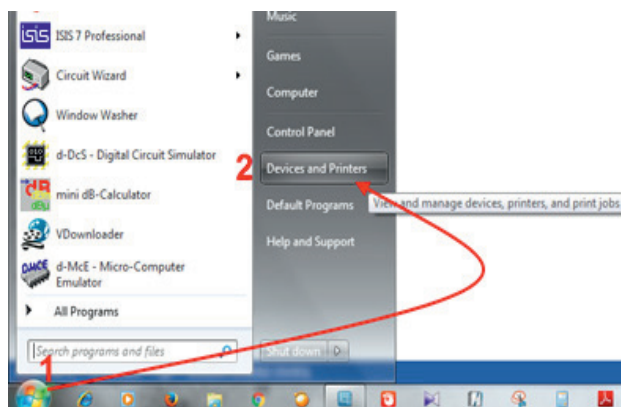 ISIS 7 Professional
Circuit Wizard
Window Washer
d-DcS - Digital Circuit Simulator
mini dB-Calculator
VDownloader
d-McE - Micro-Computer
Emulator
All Programs
Search programs and files
1
Music
Games
Computer
Control Panel
2
Devices and Printers
Default Programs
View and manage devices, printers, and print jobs
Help and Support
Shut down